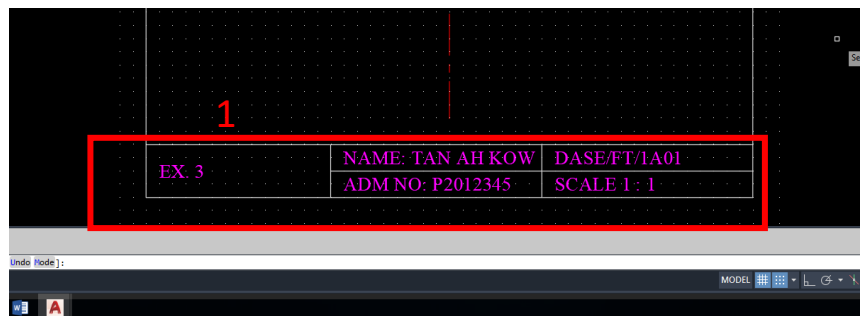 Se
1
EX. 3
NAME: TAN AH KOW
DASE/FT/1A01
ADM NO: P2012345
SCALE 1 : 1
Undo Mode]:
MODEL
W
A